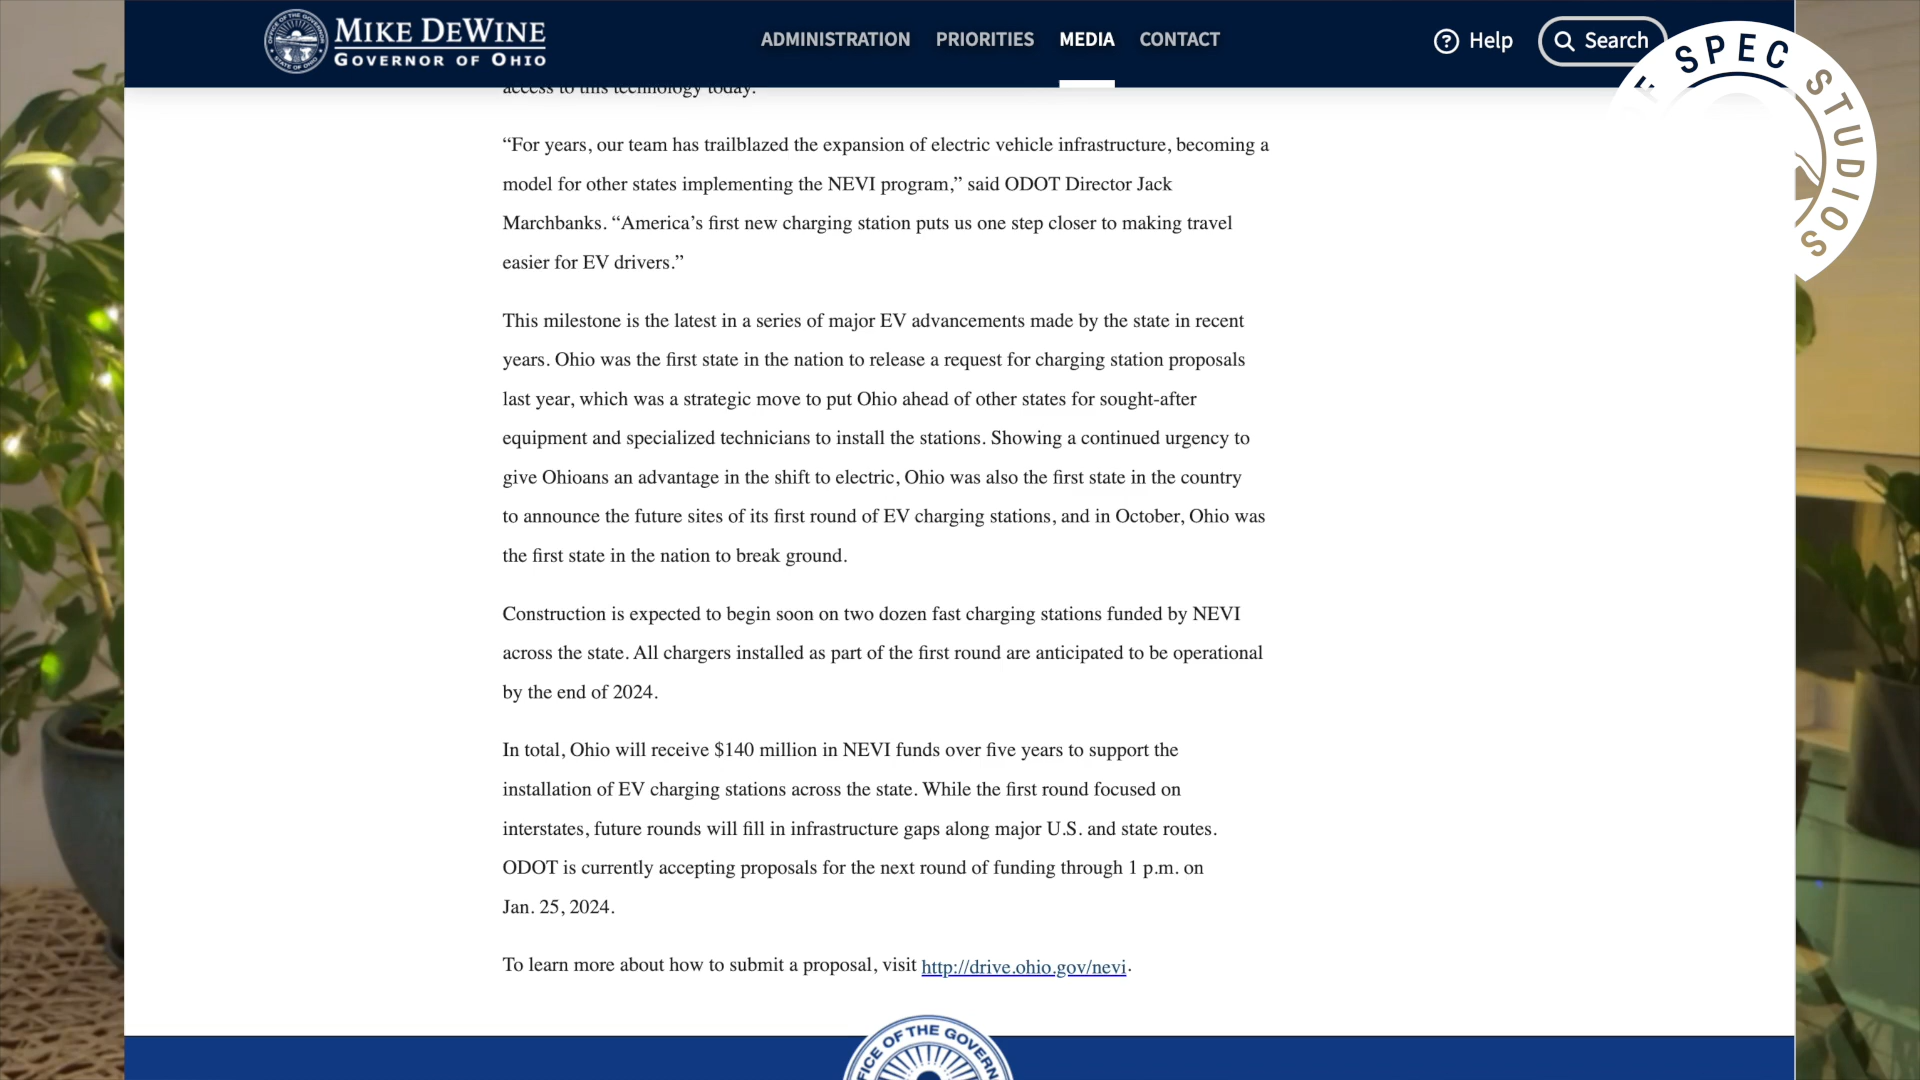 MIKE DEWINE
GOVERNOR OF OHIO
ADMINISTRATION
PRIORITIES
MEDIA
CONTACT
Help
Search
SPEC STUDIOS
access to this technology today.
“For years, our team has trailblazed the expansion of electric vehicle infrastructure, becoming a
model for other states implementing the NEVI program,” said ODOT Director Jack
Marchbanks. “America’s first new charging station puts us one step closer to making travel
easier for EV drivers.”
This milestone is the latest in a series of major EV advancements made by the state in recent
years. Ohio was the first state in the nation to release a request for charging station proposals
last year, which was a strategic move to put Ohio ahead of other states for sought-after
equipment and specialized technicians to install the stations. Showing a continued urgency to
give Ohioans an advantage in the shift to electric, Ohio was also the first state in the country
to announce the future sites of its first round of EV charging stations, and in October, Ohio was
the first state in the nation to break ground.
Construction is expected to begin soon on two dozen fast charging stations funded by NEVI
across the state. All chargers installed as part of the first round are anticipated to be operational
by the end of 2024.
In total, Ohio will receive $140 million in NEVI funds over five years to support the
installation of EV charging stations across the state. While the first round focused on
interstates, future rounds will fill in infrastructure gaps along major U.S. and state routes.
ODOT is currently accepting proposals for the next round of funding through 1 p.m. on
Jan. 25, 2024.
To learn more about how to submit a proposal, visit http://drive.ohio.gov/nevi.
OF THE